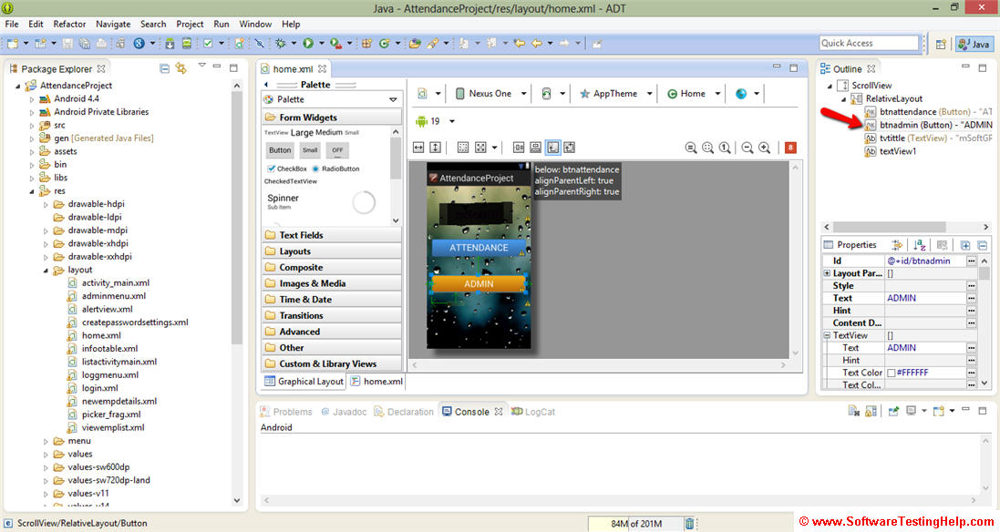 Java - AttendanceProject/res/layout/home.xml - ADT
File Edit Refactor Navigate Search Project Run Window Help
Quick Access
Java
Package Explorer
AttendanceProject
Android 4.4
Android Private Libraries
src
gen [Generated Java Files]
assets
bin
libs
res
drawable-hdpi
drawable-ldpi
drawable-mdpi
drawable-xhdpi
drawable-xxhdpi
layout
activity_main.xml
adminmenu.xml
alertview.xml
createpasswordsettings.xml
home.xml
infootable.xml
listactivitymain.xml
loggmenu.xml
login.xml
newempdetails.xml
picker_frag.xml
viewemplist.xml
menu
values
values-sw600dp
values-sw720dp-land
values-v11
values-v14
home.xml
Palette
Palette
Form Widgets
TextView Large Medium Small
Button Small OFF
CheckBox RadioButton
CheckedTextView
Spinner
Sub Item
Text Fields
Layouts
Composite
Images & Media
Time & Date
Transitions
Advanced
Other
Custom & Library Views
Graphical Layout home.xml
Nexus One AppTheme Home
19
8
AttendanceProject
ATTENDANCE
ADMIN
below: btnattendance
alignParentLeft: true
alignParentRight: true
Outline
ScrollView
RelativeLayout
btnattendance (Button) - "AT
btnadmin (Button) - "ADMIN
tvtittle (TextView) - "mSoftGP
textView1
Properties
Id @+id/btnadmin
Layout Par... []
Style
Text ADMIN
Hint
Content D...
TextView []
Text ADMIN
Hint
Text Color #FFFFFF
Text Col...
Problems @ Javadoc Declaration Console LogCat
Android
ScrollView/RelativeLayout/Button
84M of 201M
© www.SoftwareTestingHelp.com